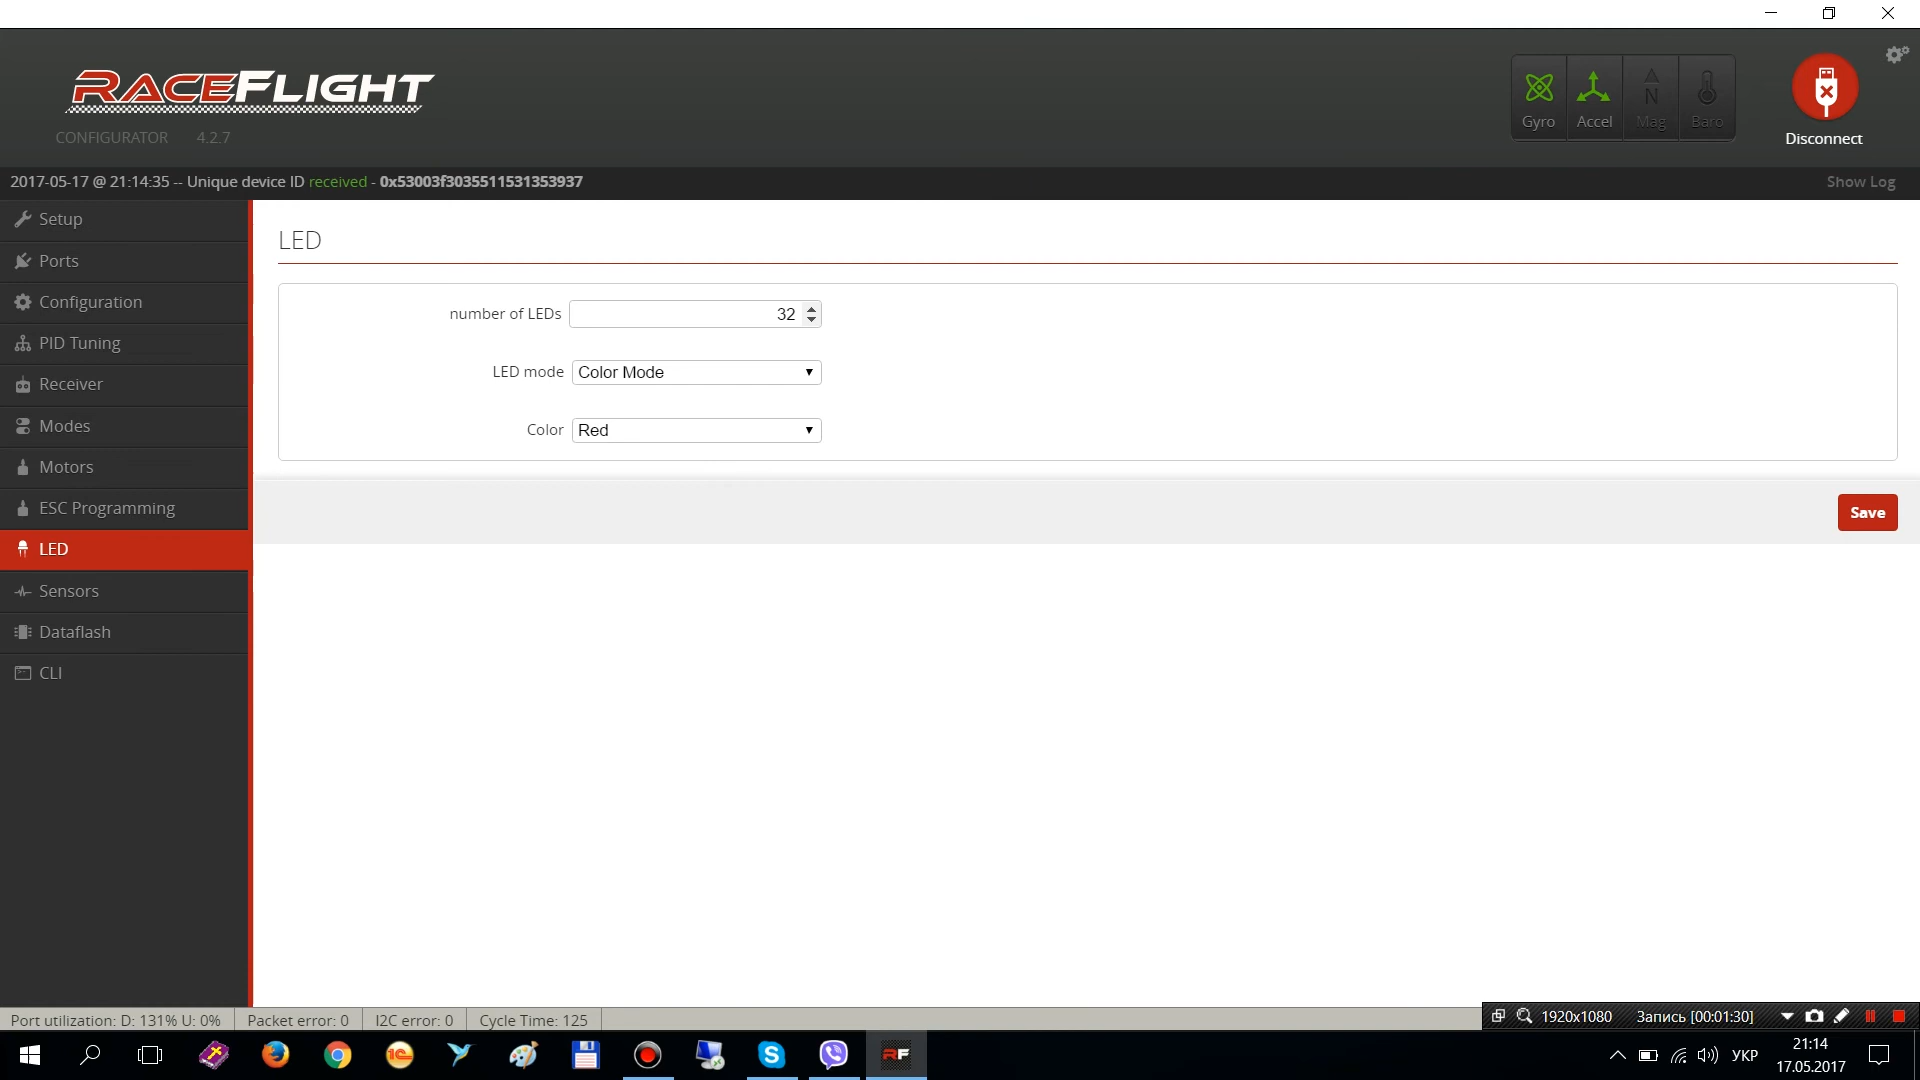 RACEFLIGHT
CONFIGURATOR 4.2.7
Gyro Accel Mag Baro
N
Disconnect
2017-05-17 @ 21:14:35 -- Unique device ID received - 0x53003f3035511531353937
Show Log
Setup
Ports
Configuration
PID Tuning
Receiver
Modes
Motors
ESC Programming
LED
Sensors
Dataflash
CLI
LED
number of LEDs 32
LED mode Color Mode
Color Red
Save
Port utilization: D: 131% U: 0% Packet error: 0 I2C error: 0 Cycle Time: 125
1920x1080 Запись [00:01:30]
1С
S
RF
УКР
21:14
17.05.2017